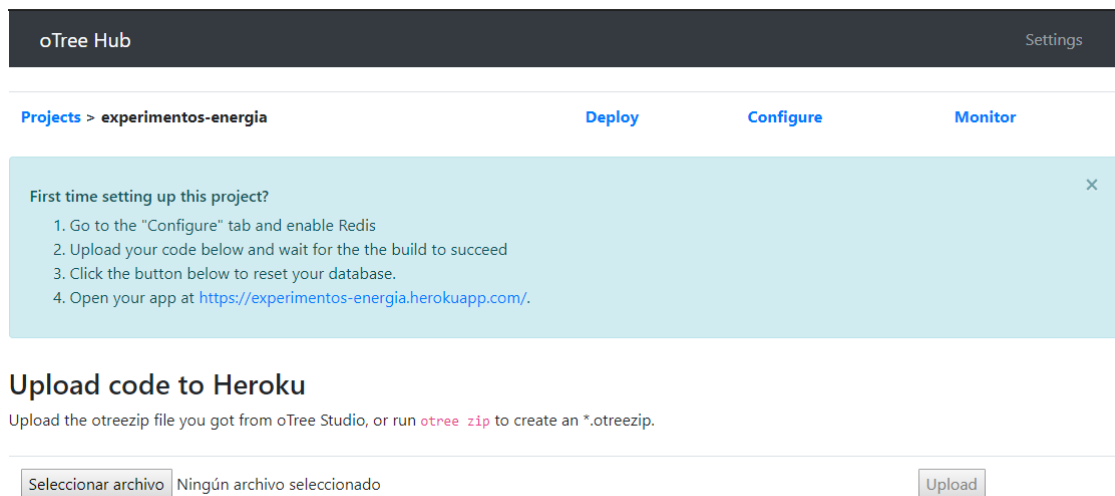 oTree Hub Settings
Projects > experimentos-energia Deploy Configure Monitor
×
First time setting up this project?
1. Go to the "Configure" tab and enable Redis
2. Upload your code below and wait for the the build to succeed
3. Click the button below to reset your database.
4. Open your app at https://experimentos-energia.herokuapp.com/.
Upload code to Heroku
Upload the otreezip file you got from oTree Studio, or run otree zip to create an *.otreezip.
Seleccionar archivo Ningún archivo seleccionado Upload